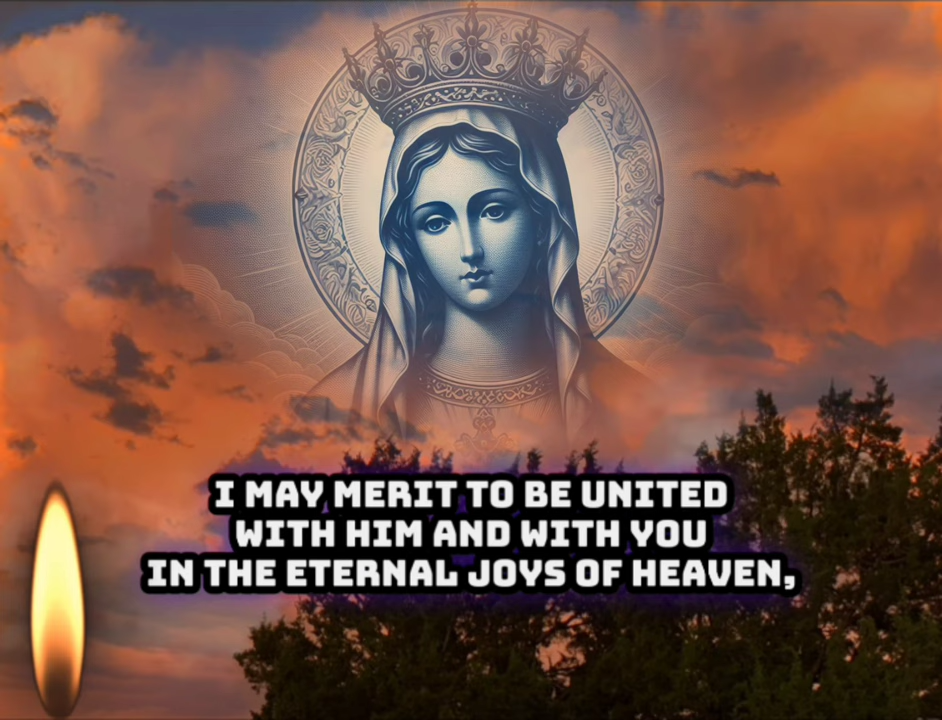 I MAY MERIT TO BE UNITED
WITH HIM AND WITH YOU
IN THE ETERNAL JOYS OF HEAVEN,